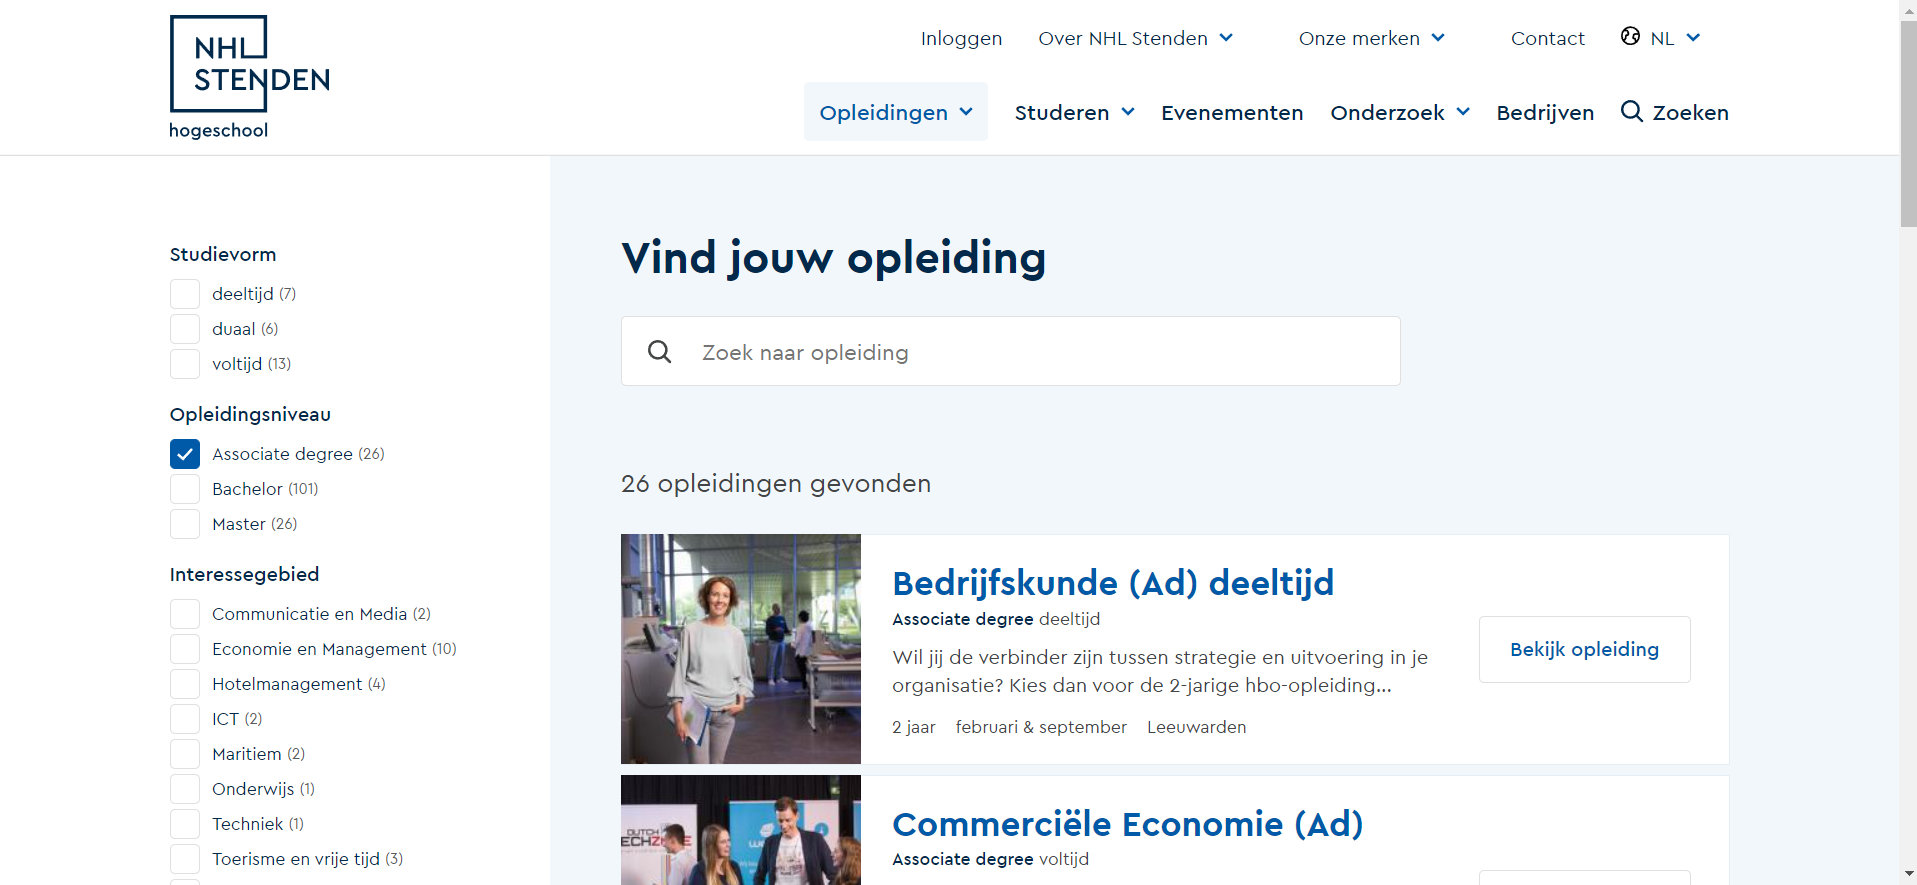 NHL
STENDEN
hogeschool
Inloggen Over NHL Stenden Onze merken Contact NL
Opleidingen Studeren Evenementen Onderzoek Bedrijven Zoeken
Studievorm
deeltijd (7)
duaal (6)
voltijd (13)
Opleidingsniveau
Associate degree (26)
Bachelor (101)
Master (26)
Interessegebied
Communicatie en Media (2)
Economie en Management (10)
Hotelmanagement (4)
ICT (2)
Maritiem (2)
Onderwijs (1)
Techniek (1)
Toerisme en vrije tijd (3)
Vind jouw opleiding
Zoek naar opleiding
26 opleidingen gevonden
Bedrijfskunde (Ad) deeltijd
Associate degree deeltijd
Wil jij de verbinder zijn tussen strategie en uitvoering in je
organisatie? Kies dan voor de 2-jarige hbo-opleiding...
2 jaar februari & september Leeuwarden
Bekijk opleiding
DUTCH
Commerciële Economie (Ad)
Associate degree voltijd